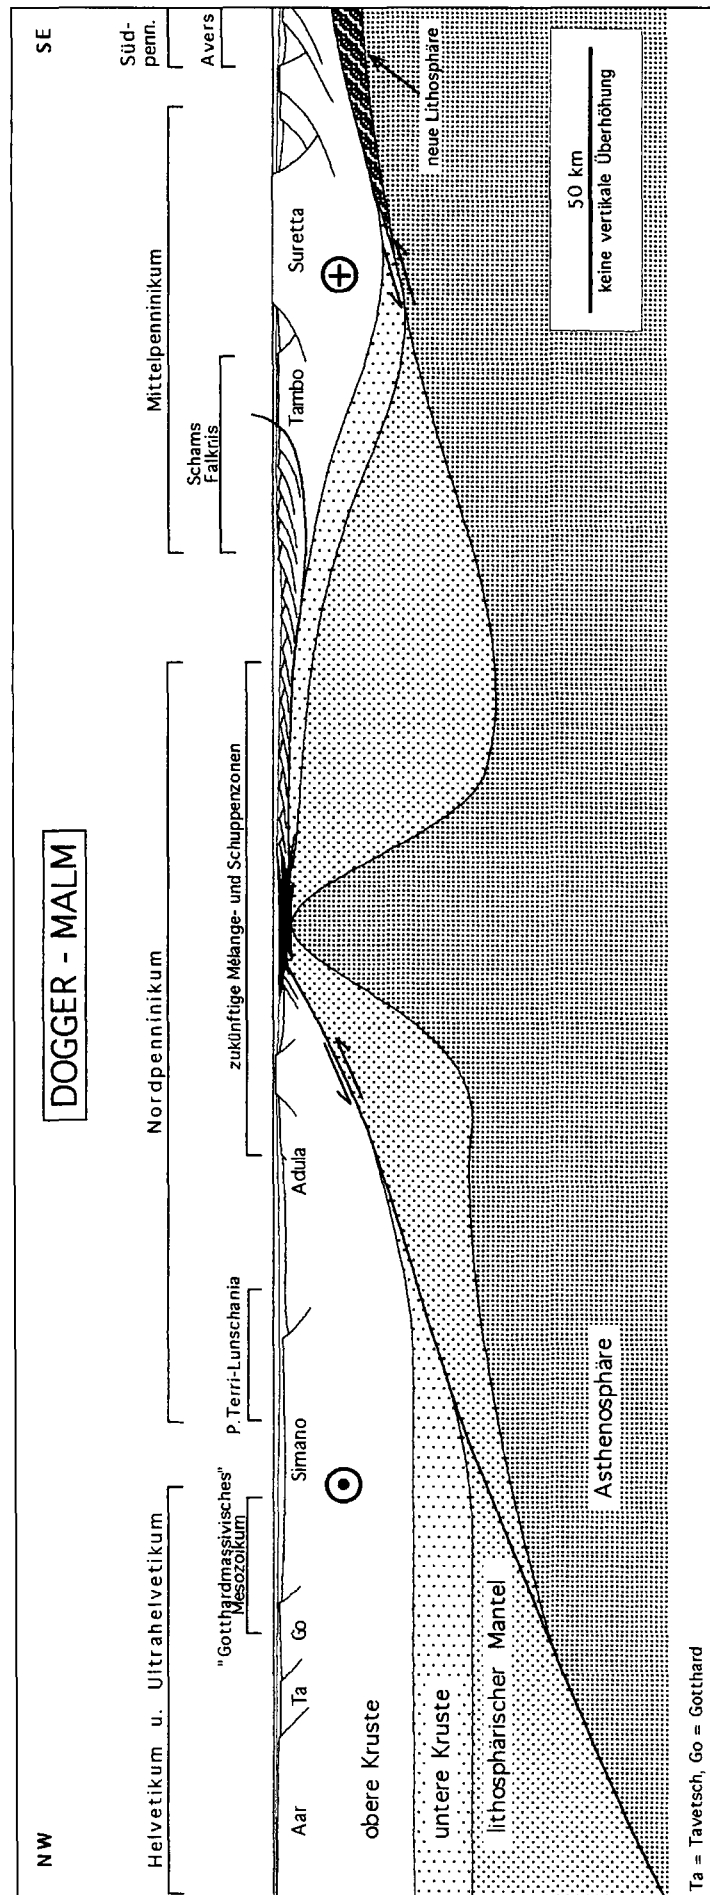 NW
SE
DOGGER - MALM
Helvetikum u. Ultrahelvetikum
Nordpenninikum
Mittelpenninikum
Süd-
penn.
"Gotthardmassivisches"
Mesozoikum
P. Terri-Lunschania
zukünftige Mélange- und Schuppenzonen
Schams
Falknis
Avers
Aar
Ta
Go
Simano
Adula
Tambo
Suretta
obere Kruste
untere Kruste
lithosphärischer Mantel
Asthenosphäre
neue Lithosphäre
50 km
keine vertikale Überhöhung
Ta = Tavetsch, Go = Gotthard